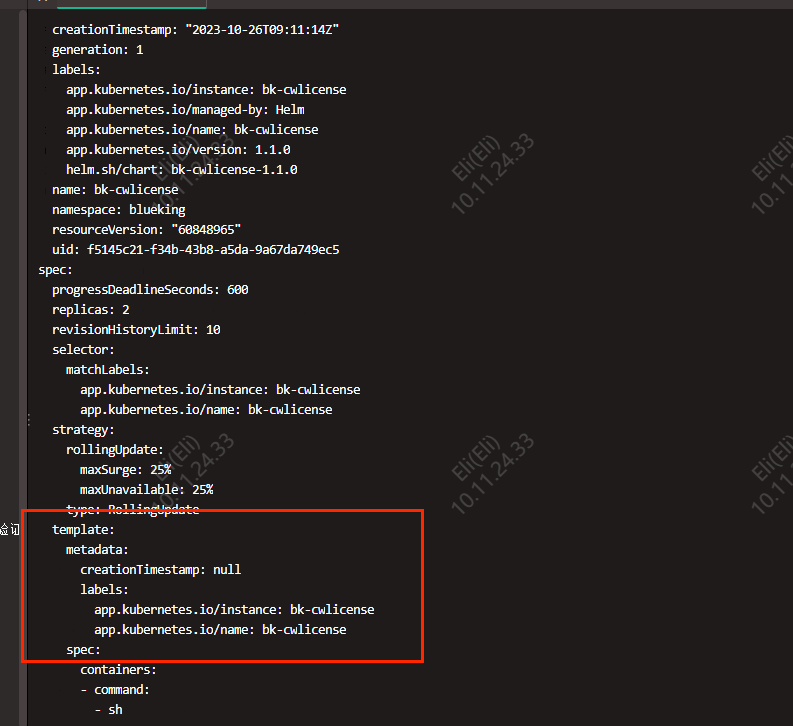 creationTimestamp: "2023-10-26T09:11:14Z"
generation: 1
labels:
app.kubernetes.io/instance: bk-cwlicense
app.kubernetes.io/managed-by: Helm
app.kubernetes.io/name: bk-cwlicense
app.kubernetes.io/version: 1.1.0
helm.sh/chart: bk-cwlicense-1.1.0
name: bk-cwlicense
namespace: blueking
resourceVersion: "60848965"
uid: f5145c21-f34b-43b8-a5da-9a67da749ec5
spec:
progressDeadlineSeconds: 600
replicas: 2
revisionHistoryLimit: 10
selector:
matchLabels:
app.kubernetes.io/instance: bk-cwlicense
app.kubernetes.io/name: bk-cwlicense
strategy:
rollingUpdate:
maxSurge: 25%
maxUnavailable: 25%
type: RollingUpdate
template:
metadata:
creationTimestamp: null
labels:
app.kubernetes.io/instance: bk-cwlicense
app.kubernetes.io/name: bk-cwlicense
spec:
containers:
- command:
- sh
Eli(Eli)
10.11.24.33
Eli(Eli)
10.11.24.33
Eli(Eli)
10.11.24.33
Eli(Eli)
10.11.24.33